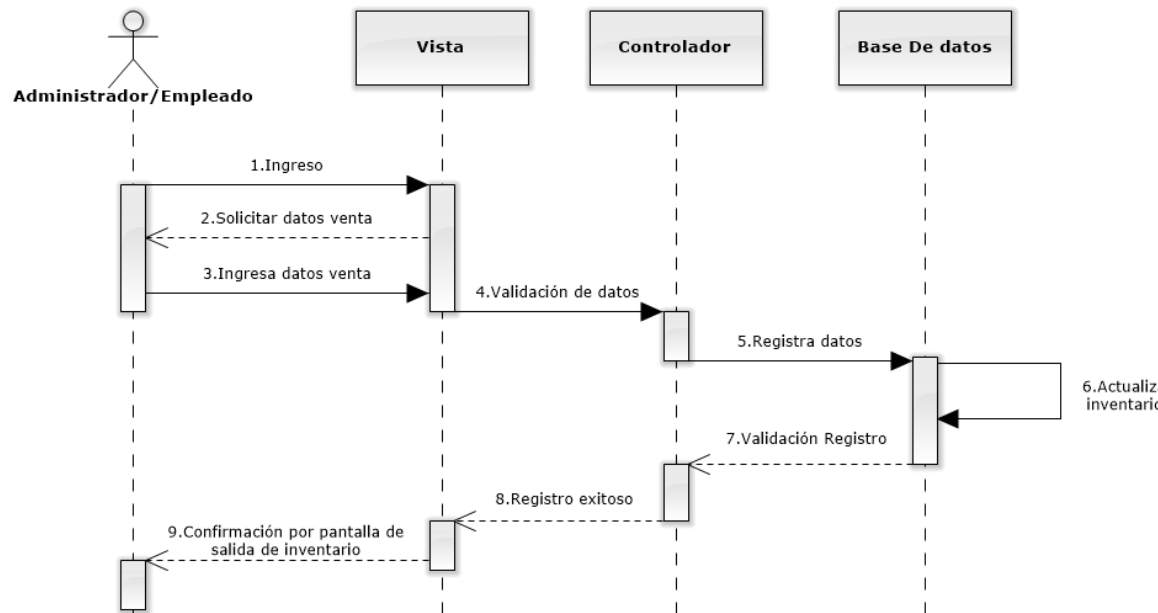 Vista
Controlador
Base De datos
Administrador/Empleado
1.Ingreso
2.Solicitar datos venta
3.Ingresa datos venta
4.Validación de datos
5.Registra datos
6.Actualiza
inventario
7.Validación Registro
8.Registro exitoso
9.Confirmación por pantalla de
salida de inventario